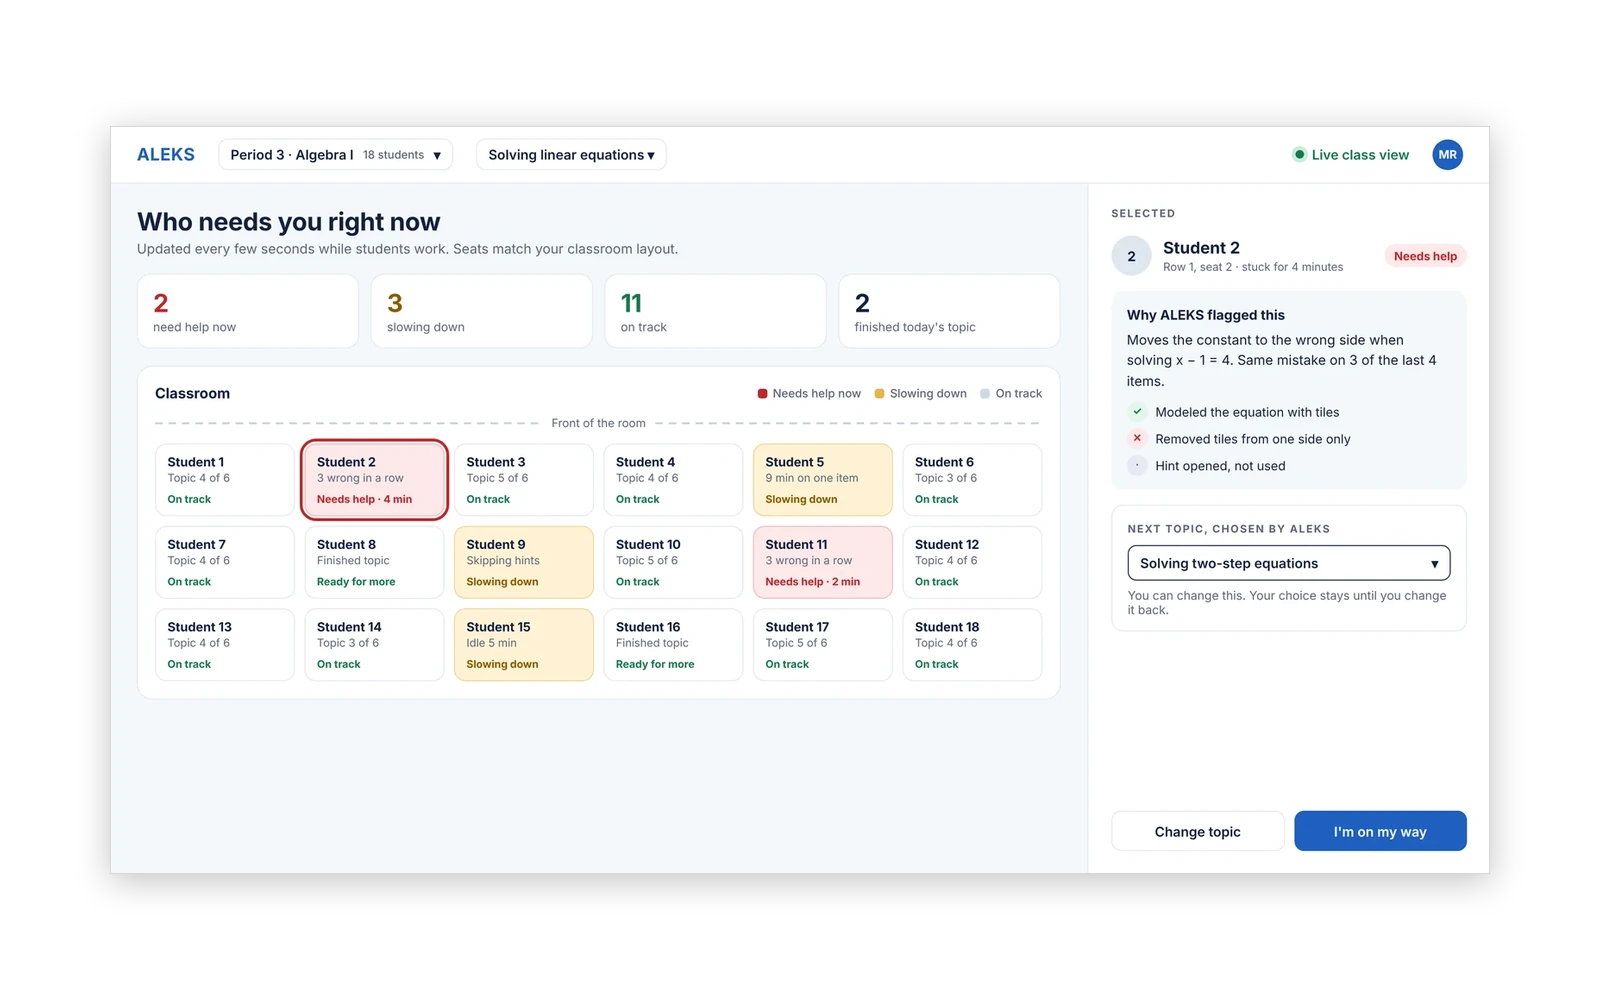 ALEKS
Period 3 · Algebra I 18 students ▾
Solving linear equations ▾
Live class view
MR
Who needs you right now
Updated every few seconds while students work. Seats match your classroom layout.
2
need help now
3
slowing down
11
on track
2
finished today's topic
Classroom
Needs help now
Slowing down
On track
Front of the room
Student 1
Topic 4 of 6
On track
Student 2
3 wrong in a row
Needs help · 4 min
Student 3
Topic 5 of 6
On track
Student 4
Topic 4 of 6
On track
Student 5
9 min on one item
Slowing down
Student 6
Topic 3 of 6
On track
Student 7
Topic 4 of 6
On track
Student 8
Finished topic
Ready for more
Student 9
Skipping hints
Slowing down
Student 10
Topic 5 of 6
On track
Student 11
3 wrong in a row
Needs help · 2 min
Student 12
Topic 4 of 6
On track
Student 13
Topic 4 of 6
On track
Student 14
Topic 3 of 6
On track
Student 15
Idle 5 min
Slowing down
Student 16
Finished topic
Ready for more
Student 17
Topic 5 of 6
On track
Student 18
Topic 4 of 6
On track
SELECTED
2
Student 2
Row 1, seat 2 · stuck for 4 minutes
Needs help
Why ALEKS flagged this
Moves the constant to the wrong side when
solving x − 1 = 4. Same mistake on 3 of the last 4
items.
Modeled the equation with tiles
Removed tiles from one side only
Hint opened, not used
NEXT TOPIC, CHOSEN BY ALEKS
Solving two-step equations ▾
You can change this. Your choice stays until you change
it back.
Change topic
I'm on my way